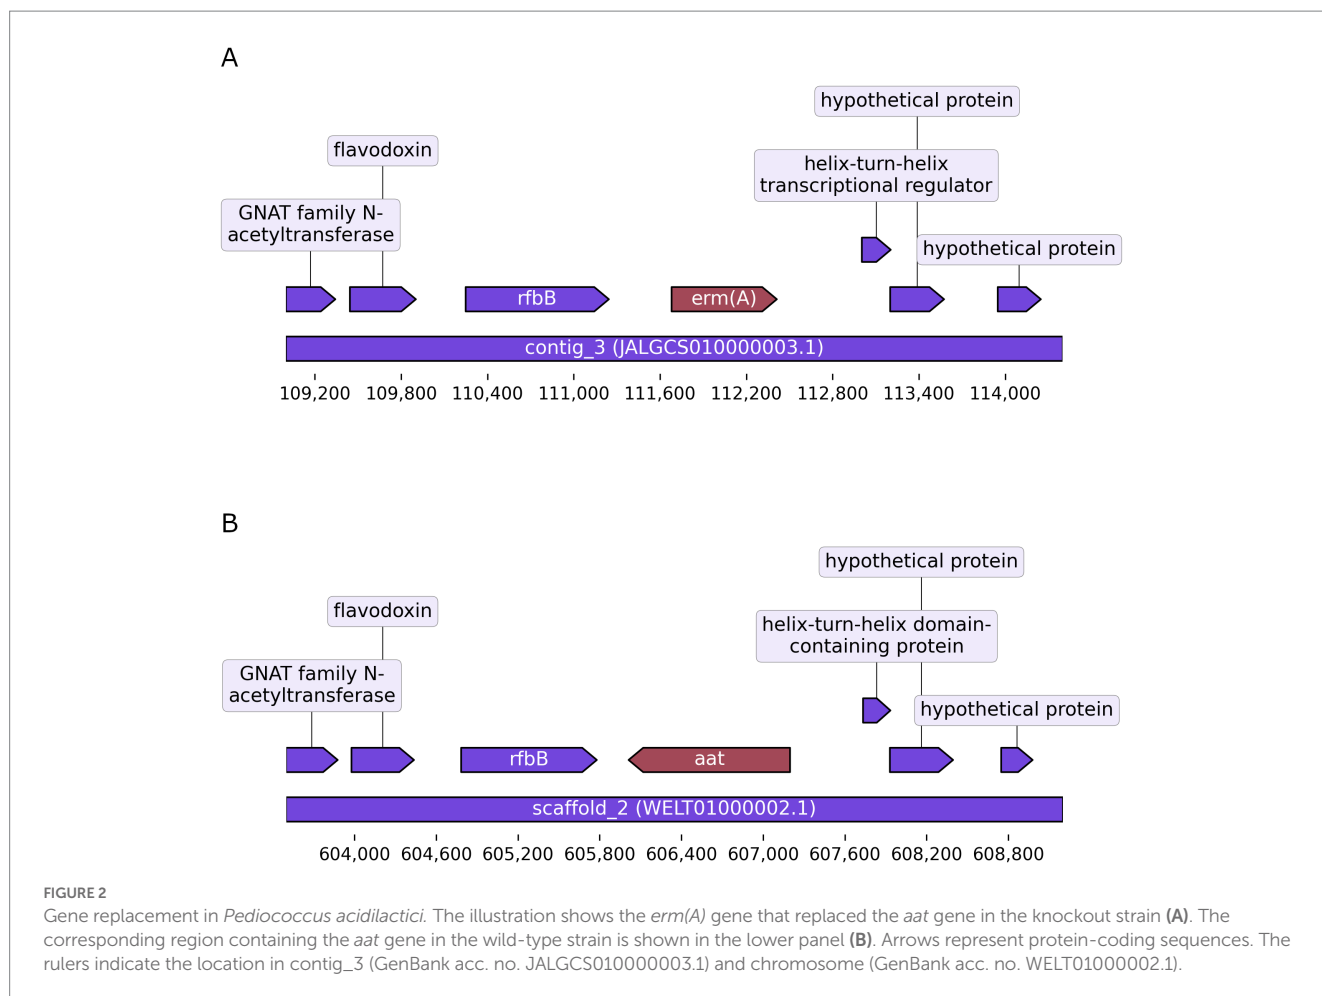 A
hypothetical protein
flavodoxin
helix-turn-helix
transcriptional regulator
GNAT family N-
acetyltransferase
hypothetical protein
rfbB
erm(A)
contig_3 (JALGCS010000003.1)
109,200 109,800 110,400 111,000 111,600 112,200 112,800 113,400 114,000
B
hypothetical protein
flavodoxin
helix-turn-helix domain-
containing protein
GNAT family N-
acetyltransferase
hypothetical protein
rfbB
aat
scaffold_2 (WELT01000002.1)
604,000 604,600 605,200 605,800 606,400 607,000 607,600 608,200 608,800
FIGURE 2
Gene replacement in Pediococcus acidilactici. The illustration shows the erm(A) gene that replaced the aat gene in the knockout strain (A). The
corresponding region containing the aat gene in the wild-type strain is shown in the lower panel (B). Arrows represent protein-coding sequences. The
rulers indicate the location in contig_3 (GenBank acc. no. JALGCS010000003.1) and chromosome (GenBank acc. no. WELT01000002.1).